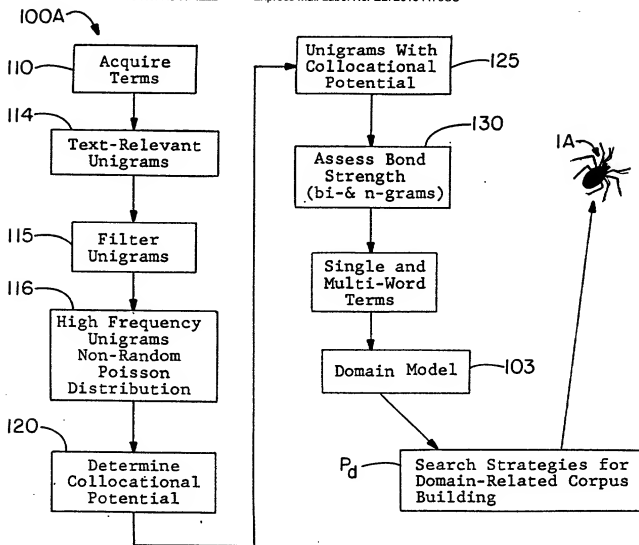 100A
110
Acquire
Terms
114
Text-Relevant
Unigrams
115
Filter
Unigrams
116
High Frequency
Unigrams
Non-Random
Poisson
Distribution
120
Determine
Collocational
Potential
Unigrams With
Collocational
Potential
125
130
Assess Bond
Strength
(bi-& n-grams)
Single and
Multi-Word
Terms
Domain Model
103
Pd
Search Strategies for
Domain-Related Corpus
Building
1A